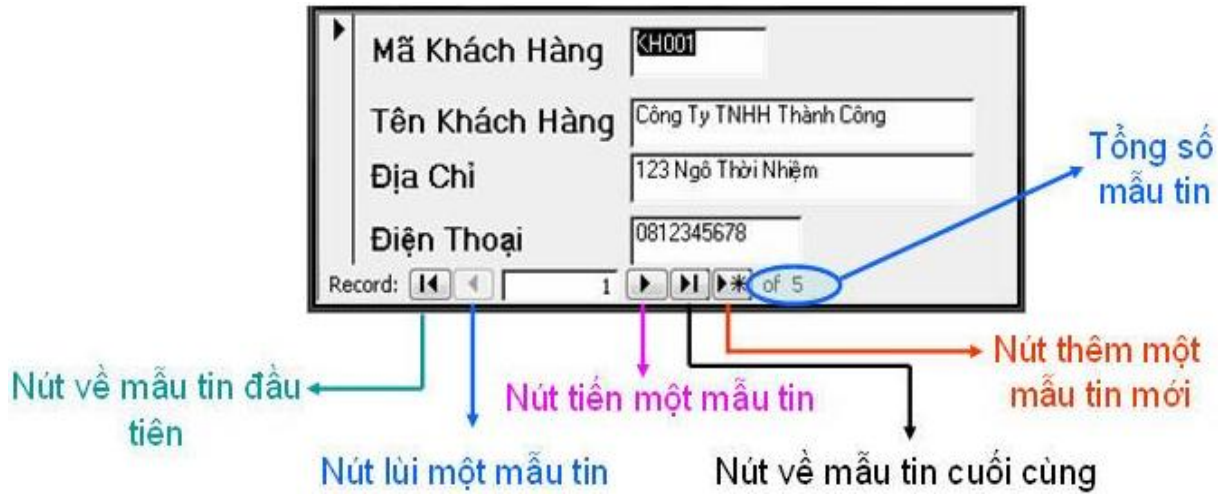 Mã Khách Hàng KH001
Tên Khách Hàng Công Ty TNHH Thành Công
Địa Chỉ 123 Ngô Thời Nhiệm
Điện Thoại 0812345678
Record: 1 of 5
Tổng số
mẫu tin
Nút thêm một
mẫu tin mới
Nút về mẫu tin đầu
tiên
Nút tiến một mẫu tin
Nút lùi một mẫu tin
Nút về mẫu tin cuối cùng